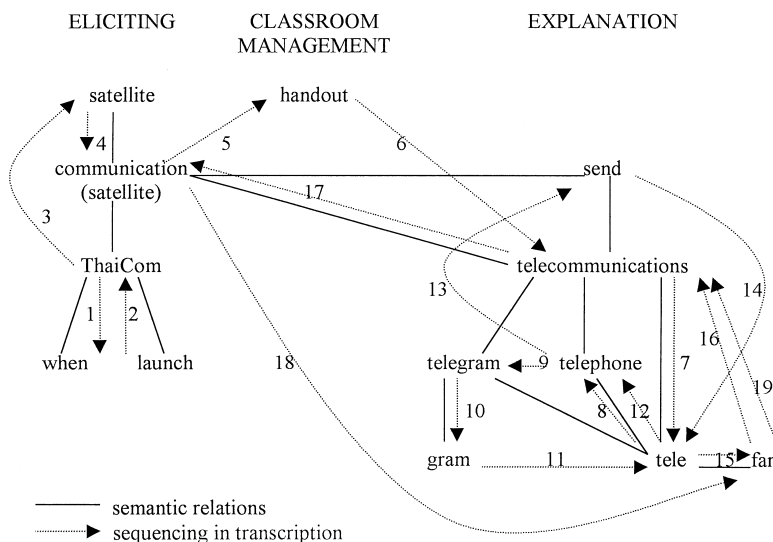 ELICITING CLASSROOM MANAGEMENT EXPLANATION
satellite handout
4 5 6
communication (satellite) send
17
3
ThaiCom telecommunications
1 2 13 14
16
when launch 18 telegram 9 telephone 7
19
10 8 12
gram 11 tele 15
semantic relations
sequencing in transcription